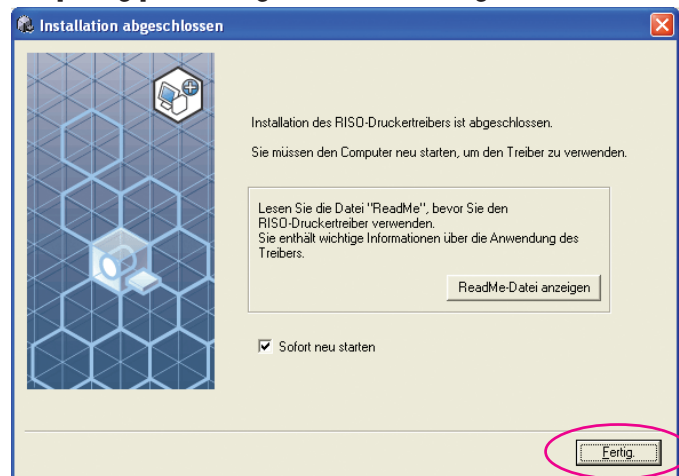 Installation abgeschlossen
Installation des RISO-Druckertreibers ist abgeschlossen.
Sie müssen den Computer neu starten, um den Treiber zu verwenden.
Lesen Sie die Datei "ReadMe", bevor Sie den
RISO-Druckertreiber verwenden.
Sie enthält wichtige Informationen über die Anwendung des
Treibers.
ReadMe-Datei anzeigen
Sofort neu starten
Fertig.